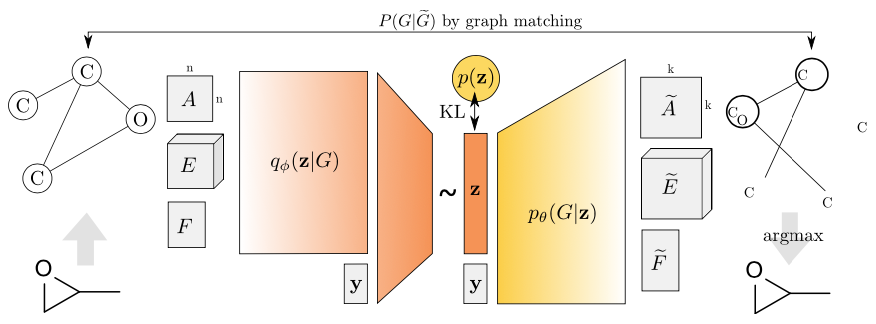 P(G|G̃) by graph matching
C
C
O
C
n
A
n
E
F
q_ϕ(z|G)
y
~
p(z)
KL
z
y
p_θ(G|z)
k
Ã
k
Ẽ
F̃
C
C
O
C
C
C
argmax
O
O